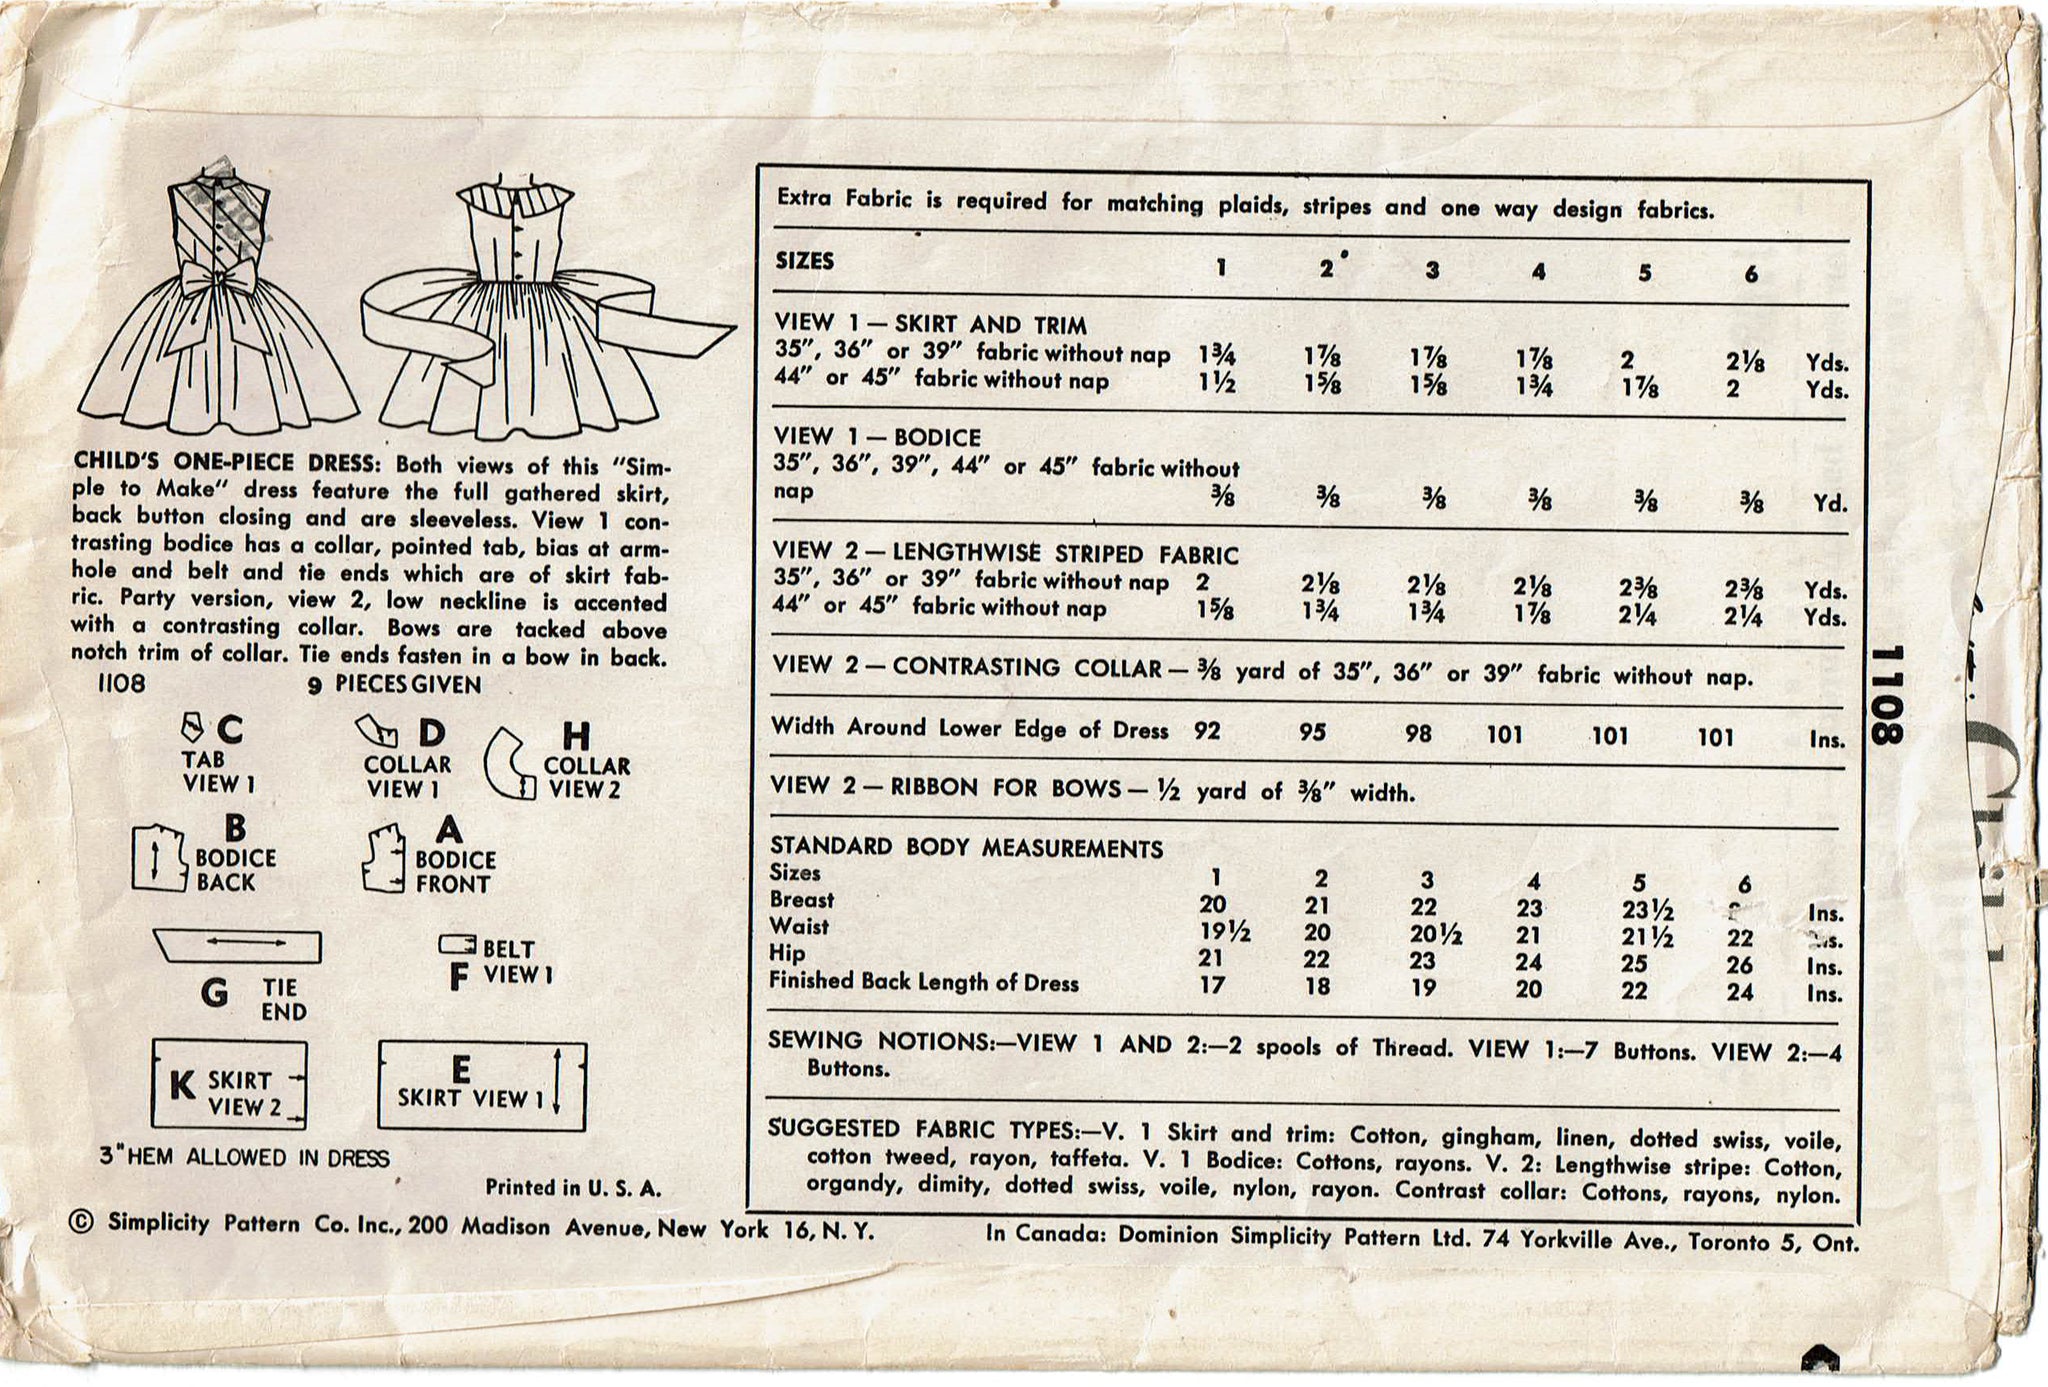 CHILD'S ONE-PIECE DRESS: Both views of this "Sim-
ple to Make" dress feature the full gathered skirt,
back button closing and are sleeveless. View 1 con-
trasting bodice has a collar, pointed tab, bias at arm-
hole and belt and tie ends which are of skirt fab-
ric. Party version, view 2, low neckline is accented
with a contrasting collar. Bows are tacked above
notch trim of collar. Tie ends fasten in a bow in back.
1108 9 PIECES GIVEN
C
TAB
VIEW 1
D
COLLAR
VIEW 1
H
COLLAR
VIEW 2
B
BODICE
BACK
A
BODICE
FRONT
G TIE
END
BELT
F VIEW 1
K SKIRT
VIEW 2
E
SKIRT VIEW 1
3" HEM ALLOWED IN DRESS
Printed in U. S. A.
Extra Fabric is required for matching plaids, stripes and one way design fabrics.
SIZES 1 2 3 4 5 6
VIEW 1 — SKIRT AND TRIM
35", 36" or 39" fabric without nap 1¾ 1⅞ 1⅞ 1⅞ 2 2⅛ Yds.
44" or 45" fabric without nap 1½ 1⅝ 1⅝ 1¾ 1⅞ 2 Yds.
VIEW 1 — BODICE
35", 36", 39", 44" or 45" fabric without
nap ⅜ ⅜ ⅜ ⅜ ⅜ ⅜ Yd.
VIEW 2 — LENGTHWISE STRIPED FABRIC
35", 36" or 39" fabric without nap 2 2⅛ 2⅛ 2⅛ 2⅜ 2⅜ Yds.
44" or 45" fabric without nap 1⅝ 1¾ 1¾ 1⅞ 2¼ 2¼ Yds.
VIEW 2 — CONTRASTING COLLAR — ⅜ yard of 35", 36" or 39" fabric without nap.
Width Around Lower Edge of Dress 92 95 98 101 101 101 Ins.
VIEW 2 — RIBBON FOR BOWS — ½ yard of ⅜" width.
STANDARD BODY MEASUREMENTS
Sizes 1 2 3 4 5 6
Breast 20 21 22 23 23½ Ins.
Waist 19½ 20 20½ 21 21½ 22
Hip 21 22 23 24 25 26 Ins.
Finished Back Length of Dress 17 18 19 20 22 24 Ins.
SEWING NOTIONS:—VIEW 1 AND 2:—2 spools of Thread. VIEW 1:—7 Buttons. VIEW 2:—4
Buttons.
SUGGESTED FABRIC TYPES:—V. 1 Skirt and trim: Cotton, gingham, linen, dotted swiss, voile,
cotton tweed, rayon, taffeta. V. 1 Bodice: Cottons, rayons. V. 2: Lengthwise stripe: Cotton,
organdy, dimity, dotted swiss, voile, nylon, rayon. Contrast collar: Cottons, rayons, nylon.
1108
© Simplicity Pattern Co. Inc., 200 Madison Avenue, New York 16, N. Y. In Canada: Dominion Simplicity Pattern Ltd. 74 Yorkville Ave., Toronto 5, Ont.